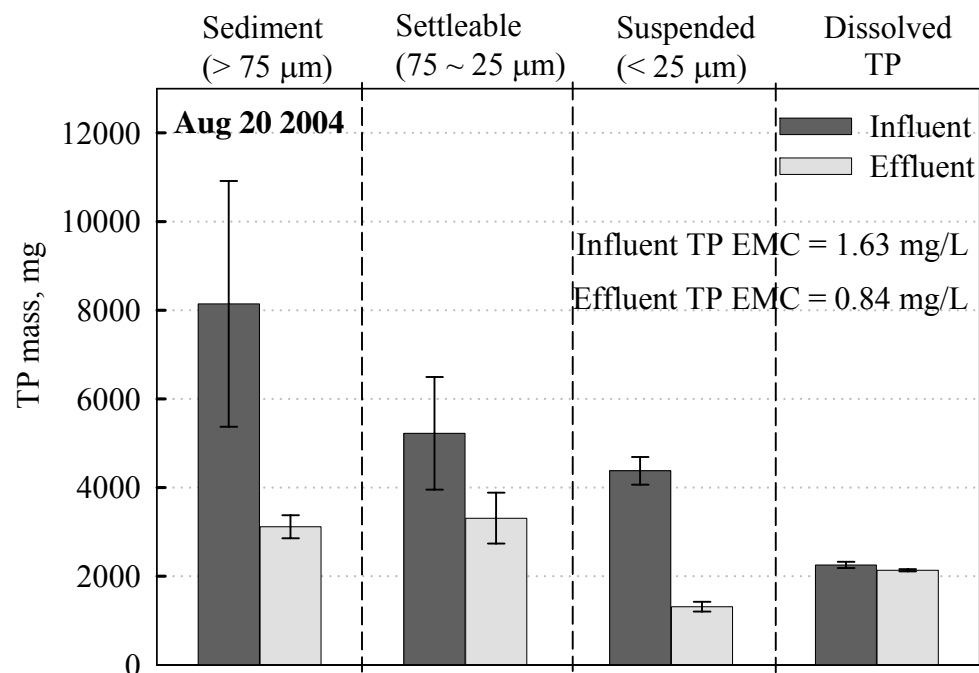 Sediment
(> 75 μm)
Settleable
(75 ~ 25 μm)
Suspended
(< 25 μm)
Dissolved
TP
Aug 20 2004
Influent
Effluent
Influent TP EMC = 1.63 mg/L
Effluent TP EMC = 0.84 mg/L
TP mass, mg
12000
10000
8000
6000
4000
2000
0